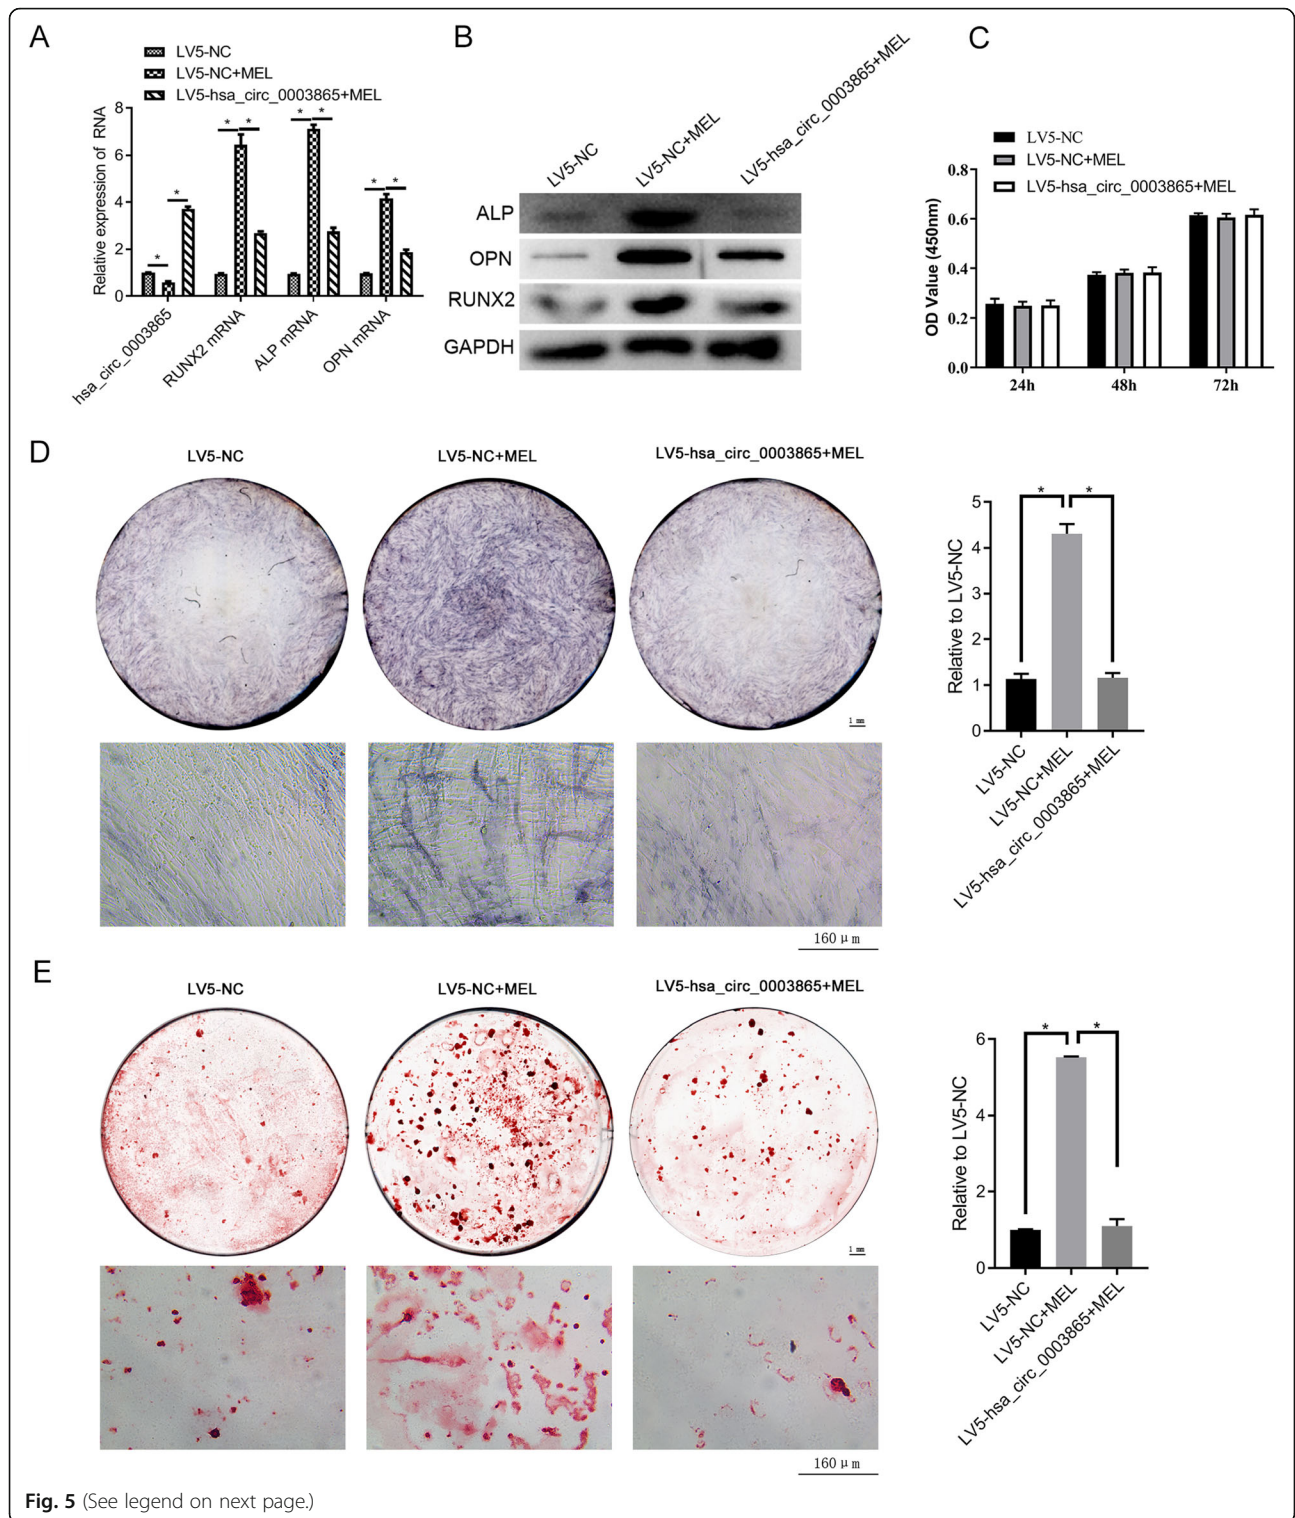 A
LV5-NC
LV5-NC+MEL
LV5-hsa_circ_0003865+MEL
Relative expression of RNA
8
6
4
2
0
* * * * * * * *
hsa_circ_0003865
RUNX2 mRNA
ALP mRNA
OPN mRNA
B
LV5-NC
LV5-NC+MEL
LV5-hsa_circ_0003865+MEL
ALP
OPN
RUNX2
GAPDH
C
LV5-NC
LV5-NC+MEL
LV5-hsa_circ_0003865+MEL
OD Value (450nm)
0.8
0.6
0.4
0.2
0.0
24h 48h 72h
D
LV5-NC
LV5-NC+MEL
LV5-hsa_circ_0003865+MEL
1 mm
160 μm
Relative to LV5-NC
5
4
3
2
1
0
* *
LV5-NC
LV5-NC+MEL
LV5-hsa_circ_0003865+MEL
E
LV5-NC
LV5-NC+MEL
LV5-hsa_circ_0003865+MEL
1 mm
160 μm
Relative to LV5-NC
6
4
2
0
* *
LV5-NC
LV5-NC+MEL
LV5-hsa_circ_0003865+MEL
Fig. 5 (See legend on next page.)